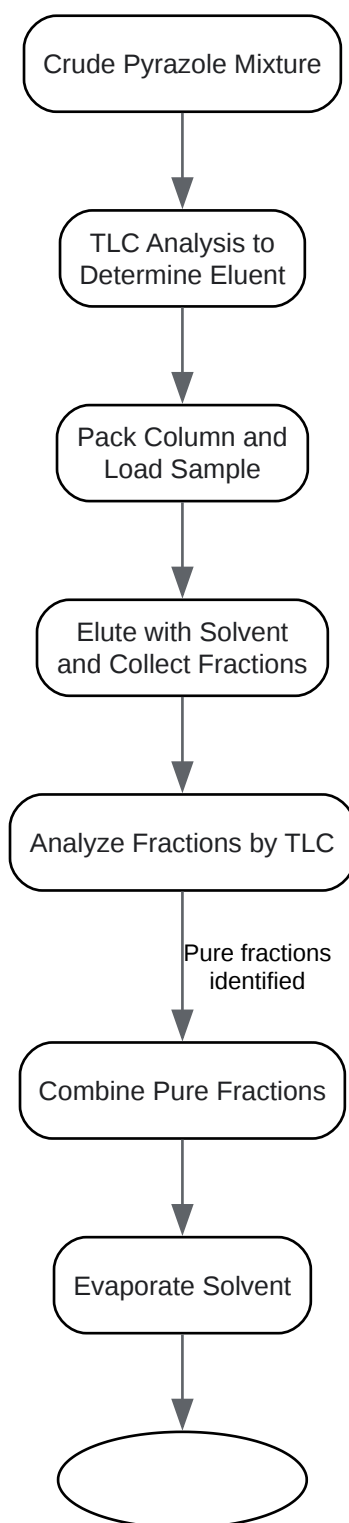 Crude Pyrazole Mixture
TLC Analysis to
Determine Eluent
Pack Column and
Load Sample
Elute with Solvent
and Collect Fractions
Analyze Fractions by TLC
Pure fractions
identified
Combine Pure Fractions
Evaporate Solvent